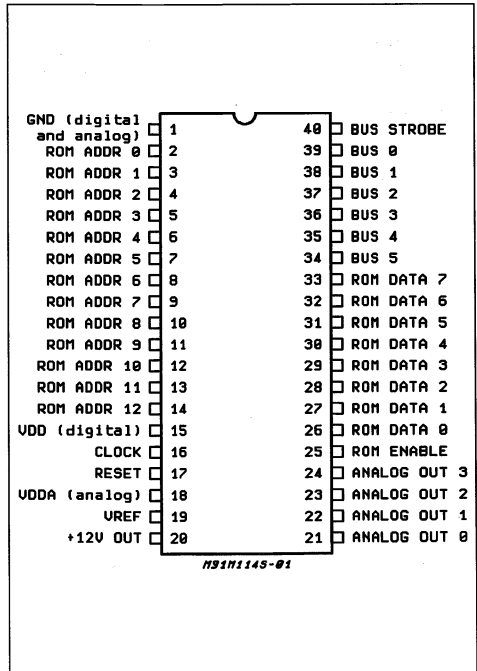 GND (digital
and analog) 1
ROM ADDR 0 2
ROM ADDR 1 3
ROM ADDR 2 4
ROM ADDR 3 5
ROM ADDR 4 6
ROM ADDR 5 7
ROM ADDR 6 8
ROM ADDR 7 9
ROM ADDR 8 10
ROM ADDR 9 11
ROM ADDR 10 12
ROM ADDR 11 13
ROM ADDR 12 14
VDD (digital) 15
CLOCK 16
RESET 17
VDDA (analog) 18
VREF 19
+12V OUT 20
40 BUS STROBE
39 BUS 0
38 BUS 1
37 BUS 2
36 BUS 3
35 BUS 4
34 BUS 5
33 ROM DATA 7
32 ROM DATA 6
31 ROM DATA 5
30 ROM DATA 4
29 ROM DATA 3
28 ROM DATA 2
27 ROM DATA 1
26 ROM DATA 0
25 ROM ENABLE
24 ANALOG OUT 3
23 ANALOG OUT 2
22 ANALOG OUT 1
21 ANALOG OUT 0
M91M114S-01